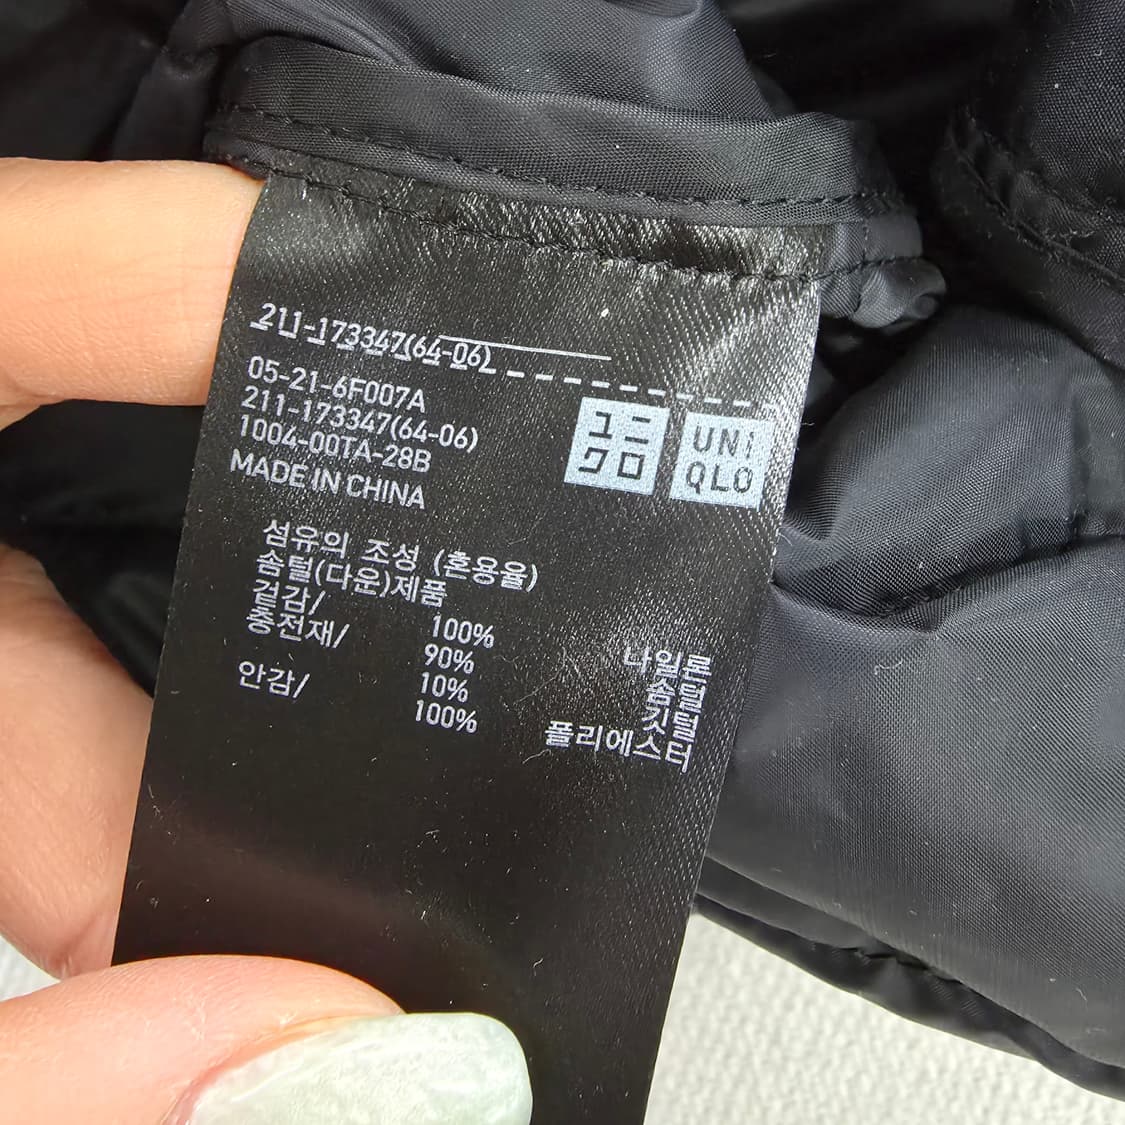 211-173347(64-06)
05-21-6F007A
211-173347(64-06)
1004-00TA-28B
MADE IN CHINA
ユニ
クロ
UNI
QLO
섬유의 조성 (혼용율)
솜털(다운)제품
겉감/ 100% 나일론
충전재/ 90% 솜털
10% 깃털
안감/ 100% 폴리에스터